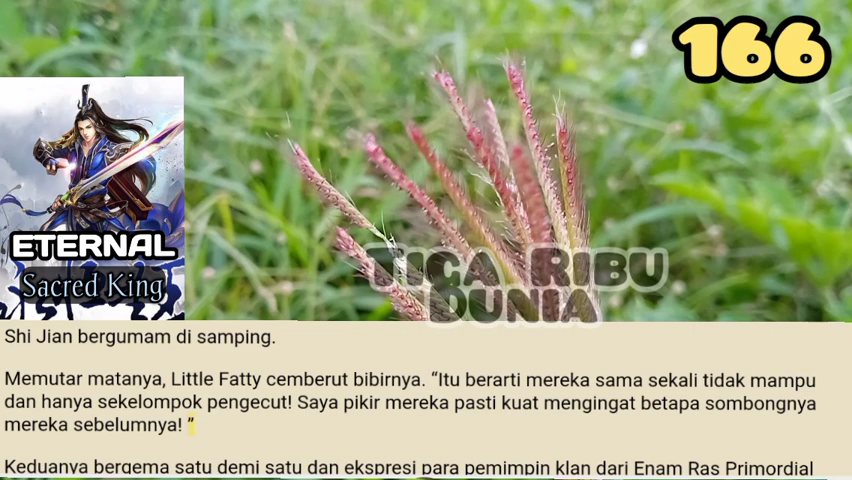 166
ETERNAL
Sacred King
TIGA RIBU
DUNIA
Shi Jian bergumam di samping.
Memutar matanya, Little Fatty cemberut bibirnya. “Itu berarti mereka sama sekali tidak mampu
dan hanya sekelompok pengecut! Saya pikir mereka pasti kuat mengingat betapa sombongnya
mereka sebelumnya! ”
Keduanya bergema satu demi satu dan ekspresi para pemimpin klan dari Enam Ras Primordial